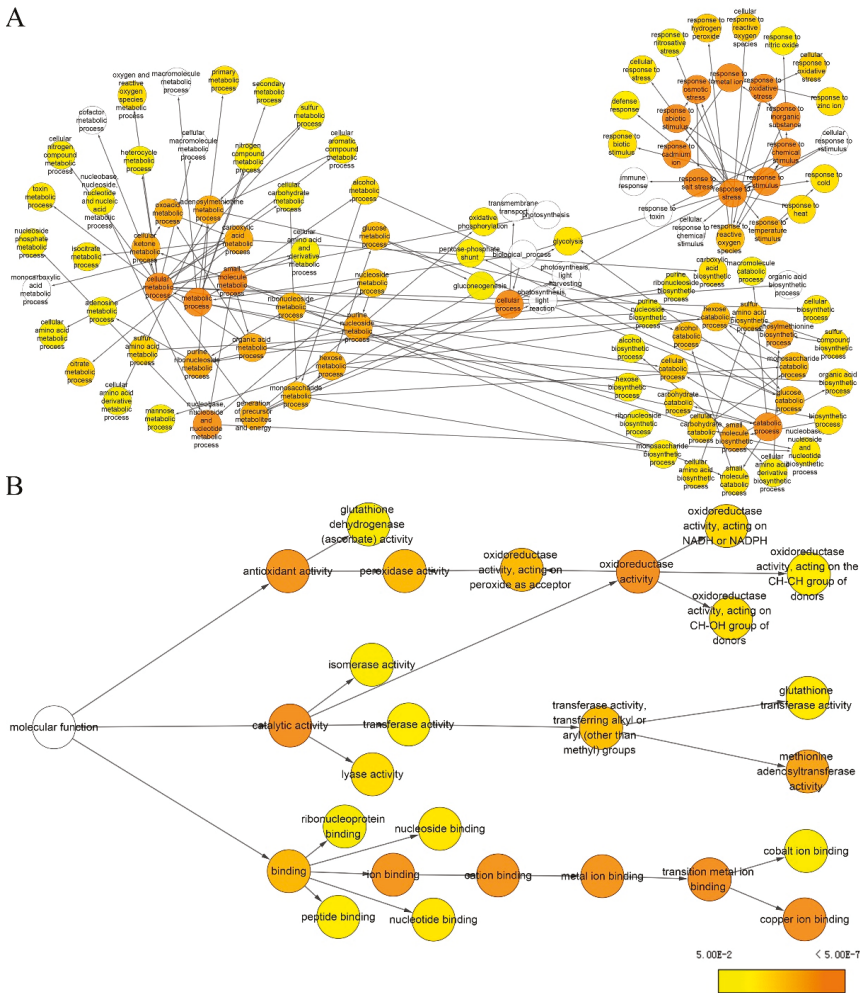 A
response to
hydrogen
peroxide
cellular
response to
reactive
oxygen
species
response to
nitrosative
stress
response to
nitric oxide
cellular
response to
oxidative
stress
cellular
response to
stress
response to
osmotic
stress
response to
metal ion
response to
oxidative
stress
response to
zinc ion
defense
response
response to
abiotic
stimulus
response to
inorganic
substance
response to
biotic
stimulus
response to
cadmium
ion
response to
chemical
stimulus
cellular
response to
stimulus
immune
response
response to
salt stress
response to
stress
response to
stimulus
response to
cold
response to
toxin
response to
heat
cellular
response to
chemical
stimulus
response to
reactive
oxygen
species
response to
temperature
stimulus
oxygen and
reactive
oxygen species
metabolic
process
macromolecule
metabolic
process
primary
metabolic
process
secondary
metabolic
process
sulfur
metabolic
process
cofactor
metabolic
process
cellular
macromolecule
metabolic
process
cellular aromatic
compound
metabolic
process
cellular
nitrogen
compound
metabolic
process
heterocycle
metabolic
process
nitrogen
compound
metabolic
process
toxin
metabolic
process
nucleobase,
nucleoside,
nucleotide and
nucleic acid
metabolic
process
oxoacid
metabolic
process
cellular
carbohydrate
metabolic
process
alcohol
metabolic
process
nucleoside
phosphate
metabolic
process
isocitrate
metabolic
process
cellular
ketone
metabolic
process
carboxylic
acid
metabolic
process
cellular
amino acid
and
derivative
metabolic
process
glucose
metabolic
process
monocarboxylic
acid
metabolic
process
cellular
metabolic
process
metabolic
process
small
molecule
metabolic
process
nucleoside
metabolic
process
adenosine
metabolic
process
ribonucleoside
metabolic
process
purine
nucleoside
metabolic
process
cellular
amino acid
metabolic
process
sulfur
amino acid
metabolic
process
purine
ribonucleoside
metabolic
process
organic acid
metabolic
process
hexose
metabolic
process
citrate
metabolic
process
cellular
amino acid
derivative
metabolic
process
monosaccharide
metabolic
process
mannose
metabolic
process
nucleobase,
nucleoside
and
nucleotide
metabolic
process
generation of
precursor
metabolites
and energy
transmembrane
transport
oxidative
phosphorylation
photosynthesis
pentose-phosphate
shunt
biological_process
glycolysis
gluconeogenesis
photosynthesis,
light
harvesting
cellular
process
photosynthesis,
light
reaction
carboxylic
acid
biosynthetic
process
macromolecule
catabolic
process
organic acid
biosynthetic
process
purine
ribonucleoside
biosynthetic
process
purine
nucleoside
biosynthetic
process
nucleoside
biosynthetic
process
hexose
catabolic
process
sulfur
amino acid
biosynthetic
process
cellular
biosynthetic
process
alcohol
biosynthetic
process
alcohol
catabolic
process
sulfur
compound
biosynthetic
process
cellular
catabolic
process
monosaccharide
catabolic
process
hexose
biosynthetic
process
organic acid
biosynthetic
process
carbohydrate
catabolic
process
glucose
catabolic
process
ribonucleoside
biosynthetic
process
cellular
carbohydrate
catabolic
process
small
molecule
biosynthetic
process
catabolic
process
biosynthetic
process
monosaccharide
biosynthetic
process
nucleobase,
nucleoside and
nucleotide
biosynthetic
process
cellular
amino acid
biosynthetic
process
small
molecule
catabolic
process
cellular
amino acid
derivative
biosynthetic
process
B
glutathione
dehydrogenase
(ascorbate) activity
oxidoreductase
activity, acting on
NADH or NADPH
antioxidant activity
peroxidase activity
oxidoreductase
activity, acting on
peroxide as acceptor
oxidoreductase
activity
oxidoreductase
activity, acting on the
CH-CH group of
donors
oxidoreductase
activity, acting on
CH-OH group of
donors
isomerase activity
molecular function
catalytic activity
transferase activity
transferase activity,
transferring alkyl or
aryl (other than
methyl) groups
glutathione
transferase activity
lyase activity
methionine
adenosyltransferase
activity
ribonucleoprotein
binding
nucleoside binding
cobalt ion binding
binding
ion binding
cation binding
metal ion binding
transition metal ion
binding
peptide binding
nucleotide binding
copper ion binding
5.00E-2
< 5.00E-7